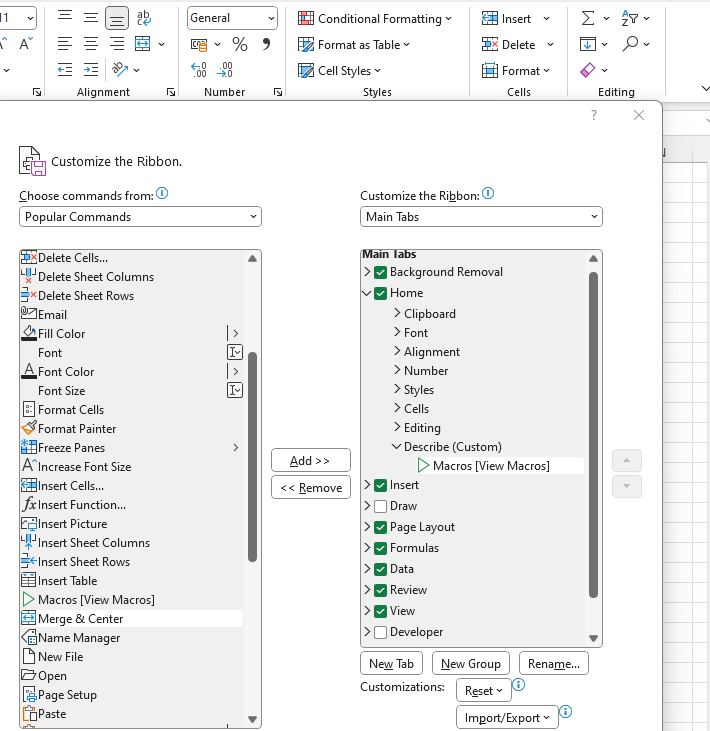 11
ab
General
Conditional Formatting
Insert
A
% 9
Format as Table
Delete
.00
Cell Styles
Format
Alignment
Number
Styles
Cells
Editing
?
Customize the Ribbon.
Choose commands from:
Customize the Ribbon:
Popular Commands
Main Tabs
Delete Cells...
Delete Sheet Columns
Delete Sheet Rows
Email
Fill Color
Font
Font Color
Font Size
Format Cells
Format Painter
Freeze Panes
Increase Font Size
Insert Cells...
Insert Function...
Insert Picture
Insert Sheet Columns
Insert Sheet Rows
Insert Table
Macros [View Macros]
Merge & Center
Name Manager
New File
Open
Page Setup
Paste
Add >>
<< Remove
Main Tabs
Background Removal
Home
Clipboard
Font
Alignment
Number
Styles
Cells
Editing
Describe (Custom)
Macros [View Macros]
Insert
Draw
Page Layout
Formulas
Data
Review
View
Developer
New Tab
New Group
Rename...
Customizations:
Reset
Import/Export